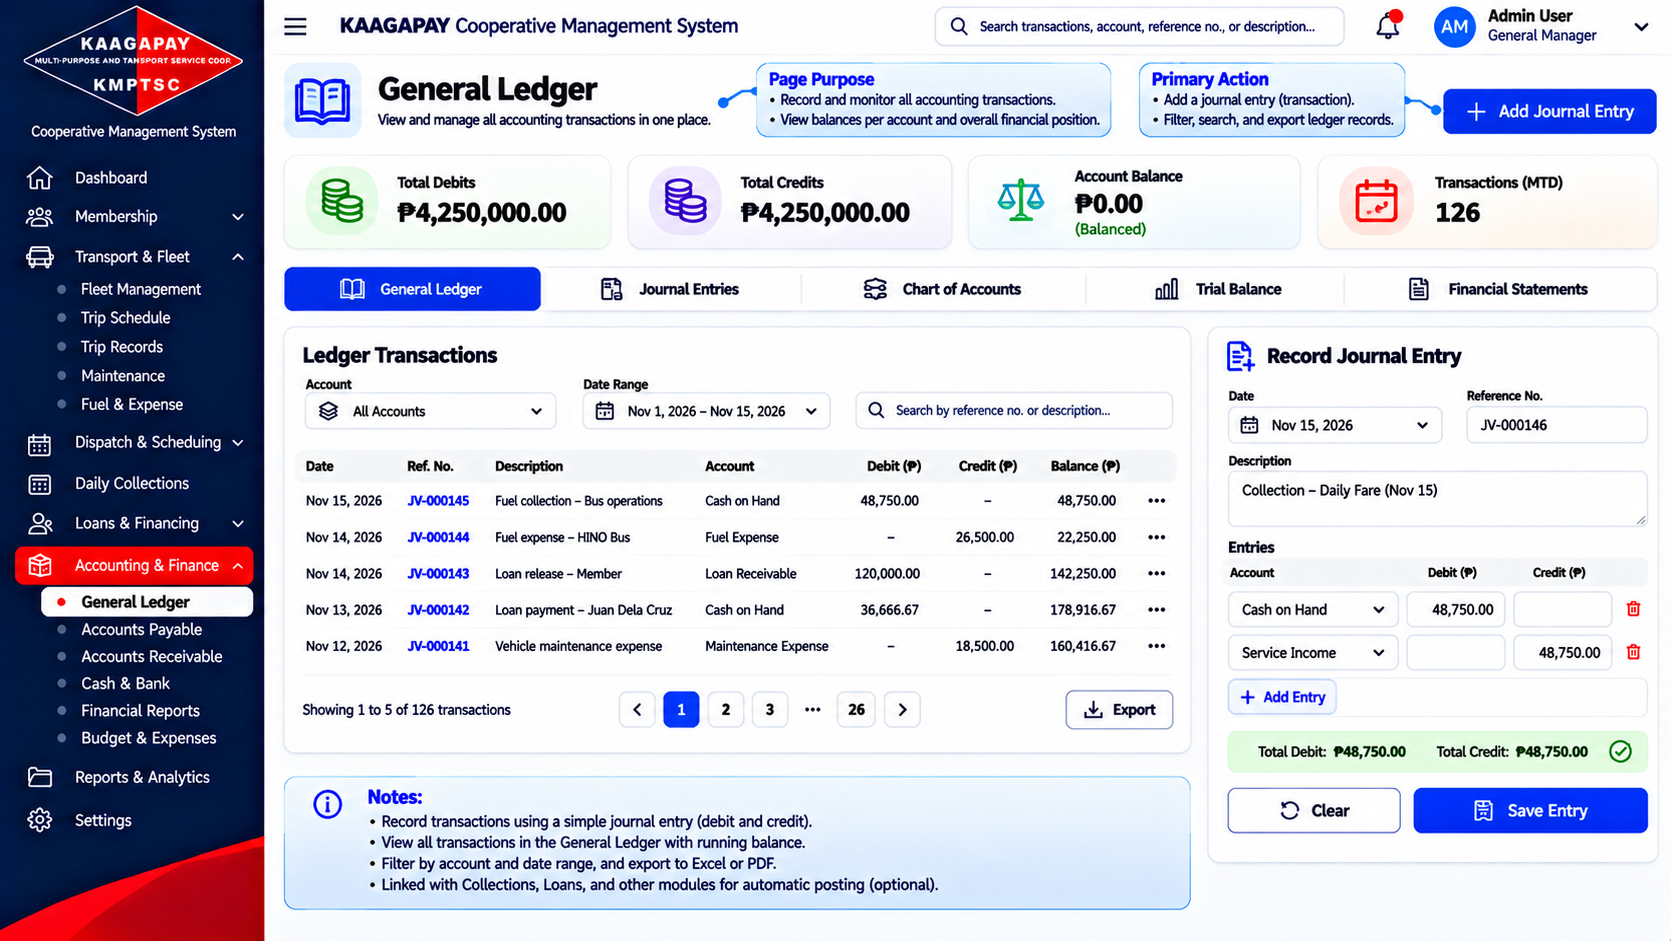 KAAGAPAY
MULTI-PURPOSE AND TANSPORT SERVICE COOR
KMPTSC
Cooperative Management System
Dashboard
Membership
Transport & Fleet
Fleet Management
Trip Schedule
Trip Records
Maintenance
Fuel & Expense
Dispatch & Scheduing
Daily Collections
Loans & Financing
Accounting & Finance
General Ledger
Accounts Payable
Accounts Receivable
Cash & Bank
Financial Reports
Budget & Expenses
Reports & Analytics
Settings
KAAGAPAY Cooperative Management System
Search transactions, account, reference no., or description...
AM
Admin User
General Manager
General Ledger
View and manage all accounting transactions in one place.
Page Purpose
• Record and monitor all accounting transactions.
• View balances per account and overall financial position.
Primary Action
• Add a journal entry (transaction).
• Filter, search, and export ledger records.
+ Add Journal Entry
Total Debits
₱4,250,000.00
Total Credits
₱4,250,000.00
Account Balance
₱0.00
(Balanced)
Transactions (MTD)
126
General Ledger
Journal Entries
Chart of Accounts
Trial Balance
Financial Statements
Ledger Transactions
Account
All Accounts
Date Range
Nov 1, 2026 – Nov 15, 2026
Search by reference no. or description...
Date Ref. No. Description Account Debit (₱) Credit (₱) Balance (₱)
Nov 15, 2026 JV-000145 Fuel collection – Bus operations Cash on Hand 48,750.00 – 48,750.00 •••
Nov 14, 2026 JV-000144 Fuel expense – HINO Bus Fuel Expense – 26,500.00 22,250.00 •••
Nov 14, 2026 JV-000143 Loan release – Member Loan Receivable 120,000.00 – 142,250.00 •••
Nov 13, 2026 JV-000142 Loan payment – Juan Dela Cruz Cash on Hand 36,666.67 – 178,916.67 •••
Nov 12, 2026 JV-000141 Vehicle maintenance expense Maintenance Expense – 18,500.00 160,416.67 •••
Showing 1 to 5 of 126 transactions
1 2 3 ••• 26
Export
Notes:
• Record transactions using a simple journal entry (debit and credit).
• View all transactions in the General Ledger with running balance.
• Filter by account and date range, and export to Excel or PDF.
• Linked with Collections, Loans, and other modules for automatic posting (optional).
Record Journal Entry
Date Reference No.
Nov 15, 2026 JV-000146
Description
Collection – Daily Fare (Nov 15)
Entries
Account Debit (₱) Credit (₱)
Cash on Hand 48,750.00
Service Income 48,750.00
+ Add Entry
Total Debit: ₱48,750.00 Total Credit: ₱48,750.00
Clear
Save Entry